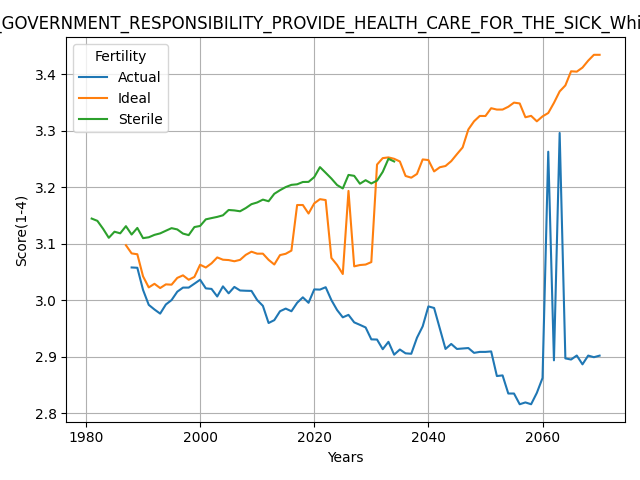 _GOVERNMENT_RESPONSIBILITY_PROVIDE_HEALTH_CARE_FOR_THE_SICK_Whi
Fertility
Actual
Ideal
Sterile
Score(1-4)
3.4
3.3
3.2
3.1
3.0
2.9
2.8
1980 2000 2020 2040 2060
Years